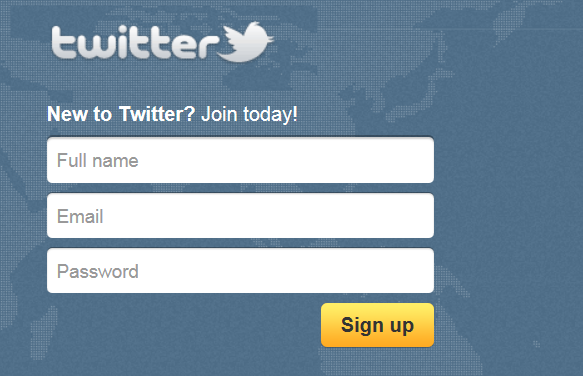 twitter
New to Twitter? Join today!
Full name
Email
Password
Sign up